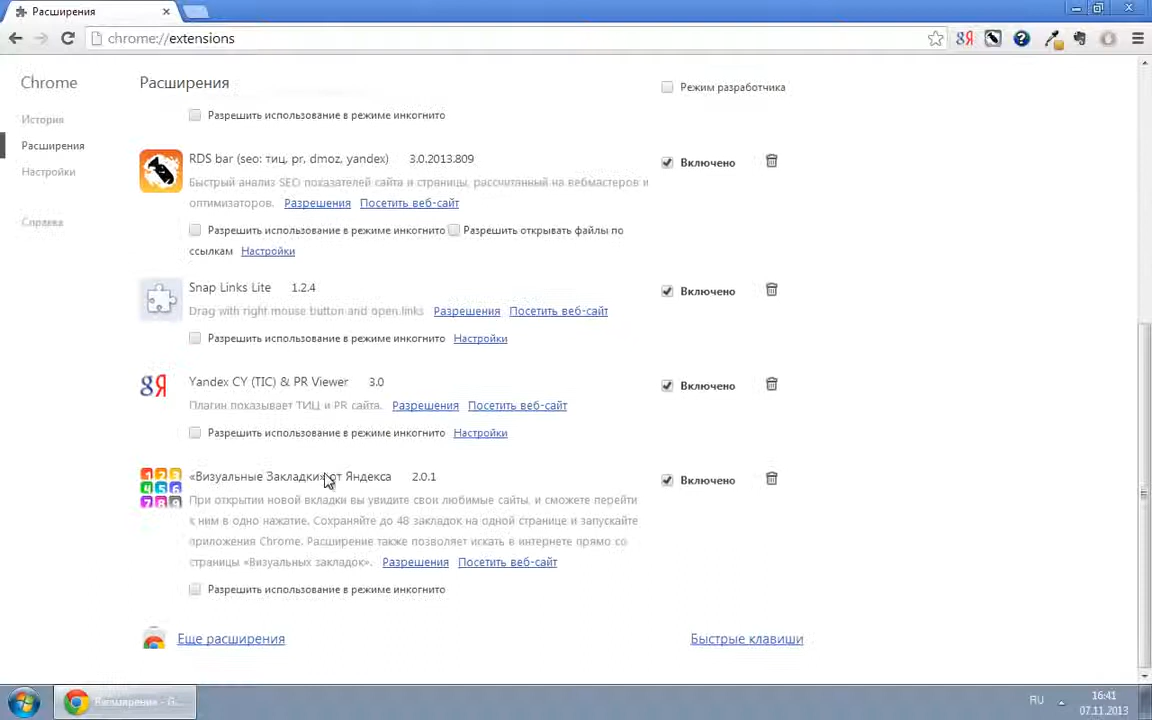 Расширения
chrome://extensions
Chrome
Расширения
Режим разработчика
История
Расширения
Настройки
Справка
Разрешить использование в режиме инкогнито
RDS bar (seo: тиц, pr, dmoz, yandex) 3.0.2013.809
Включено
Быстрый анализ SEO показателей сайта и страницы, рассчитанный на вебмастеров и
оптимизаторов. Разрешения Посетить веб-сайт
Разрешить использование в режиме инкогнито Разрешить открывать файлы по
ссылкам Настройки
Snap Links Lite 1.2.4
Включено
Drag with right mouse button and open links Разрешения Посетить веб-сайт
Разрешить использование в режиме инкогнито Настройки
gЯ
Yandex CY (TIC) & PR Viewer 3.0
Включено
Плагин показывает ТИЦ и PR сайта. Разрешения Посетить веб-сайт
Разрешить использование в режиме инкогнито Настройки
«Визуальные Закладки» от Яндекса 2.0.1
Включено
При открытии новой вкладки вы увидите свои любимые сайты, и сможете перейти
к ним в одно нажатие. Сохраняйте до 48 закладок на одной странице и запускайте
приложения Chrome. Расширение также позволяет искать в интернете прямо со
страницы «Визуальных закладок». Разрешения Посетить веб-сайт
Разрешить использование в режиме инкогнито
Еще расширения
Быстрые клавиши
Расширения - G...
RU
16:41
07.11.2013